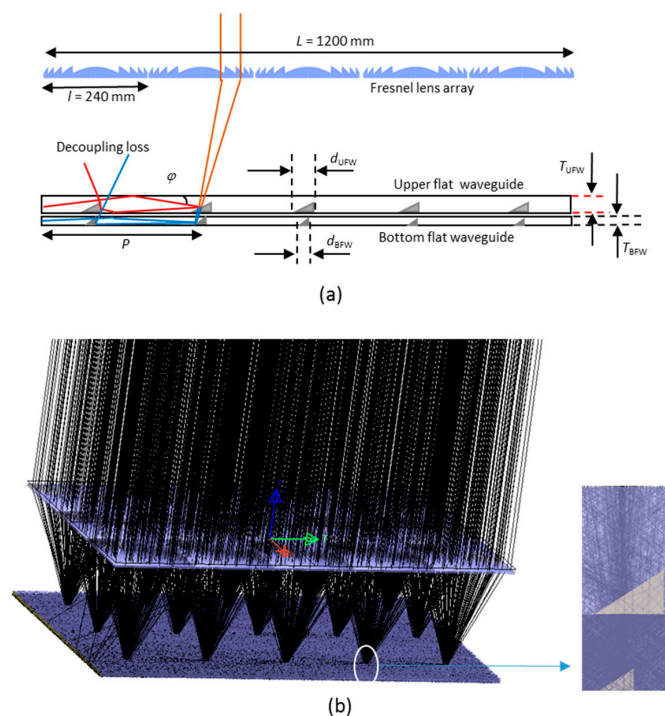 L = 1200 mm
Fresnel lens array
l = 240 mm
Decoupling loss
φ
d_UFW
T_UFW
Upper flat waveguide
Bottom flat waveguide
P
d_BFW
T_BFW
(a)
(b)